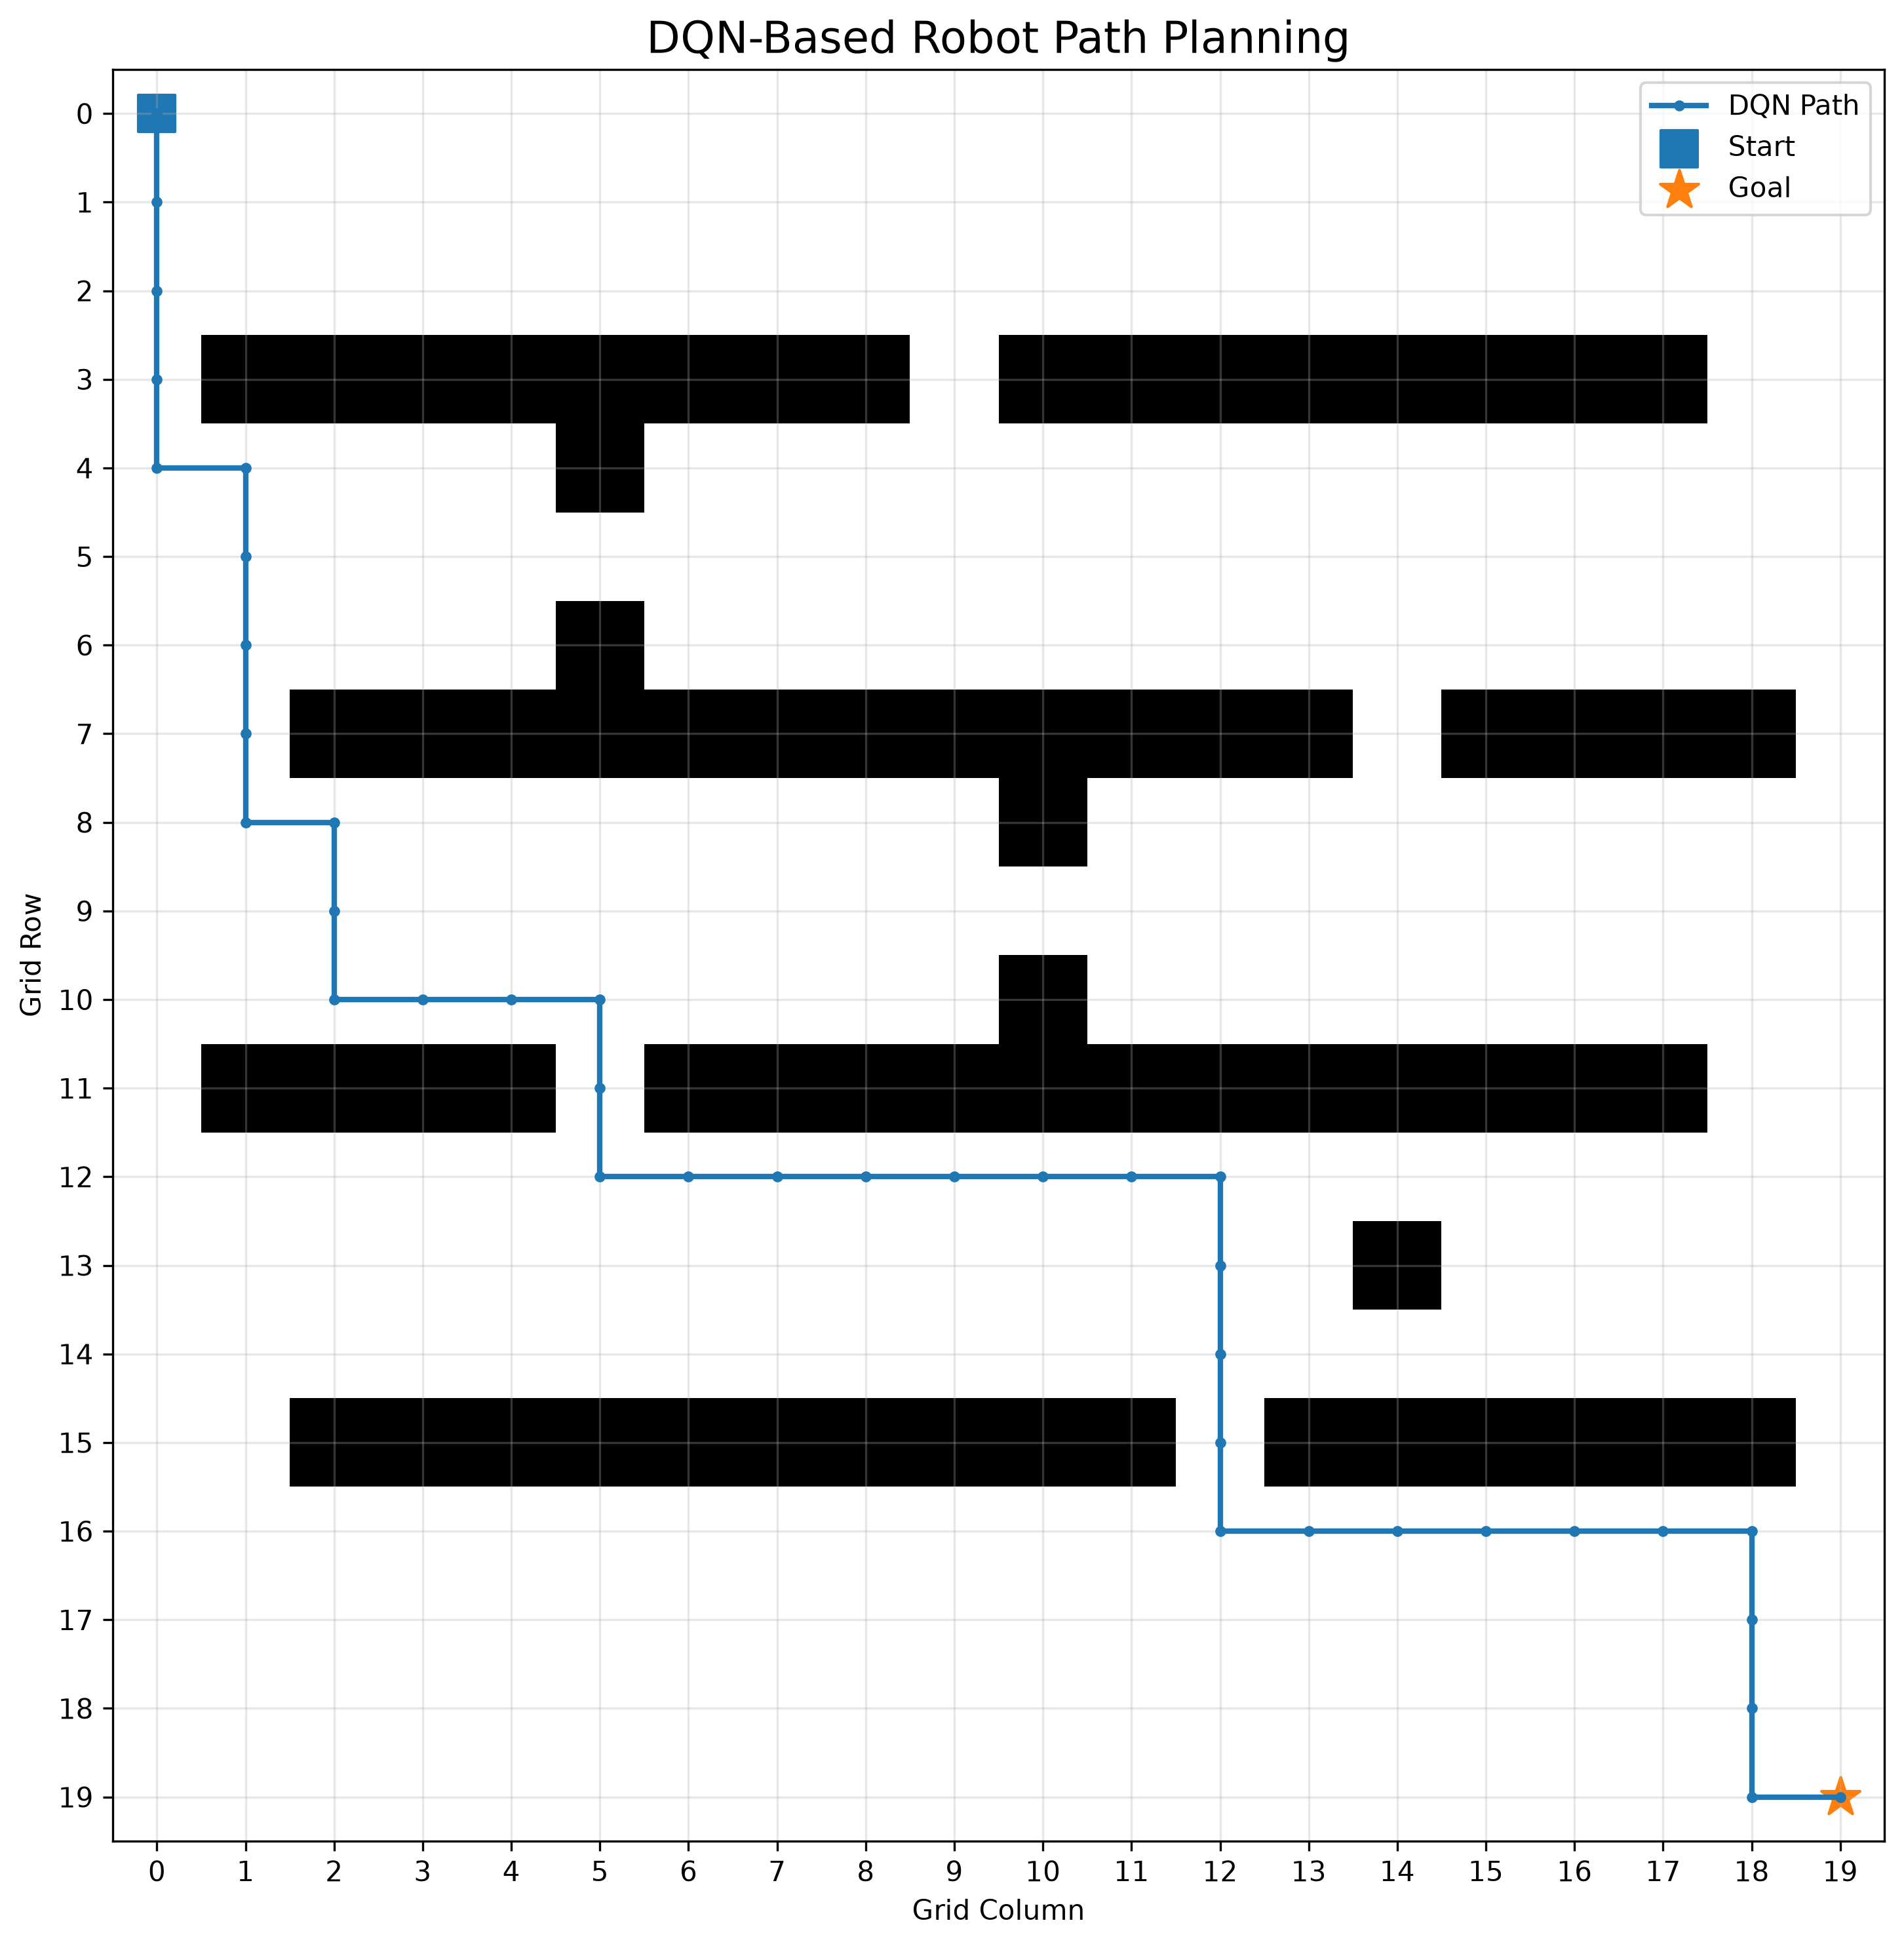 DQN-Based Robot Path Planning
DQN Path
Start
Goal
Grid Row
0
1
2
3
4
5
6
7
8
9
10
11
12
13
14
15
16
17
18
19
0 1 2 3 4 5 6 7 8 9 10 11 12 13 14 15 16 17 18 19
Grid Column